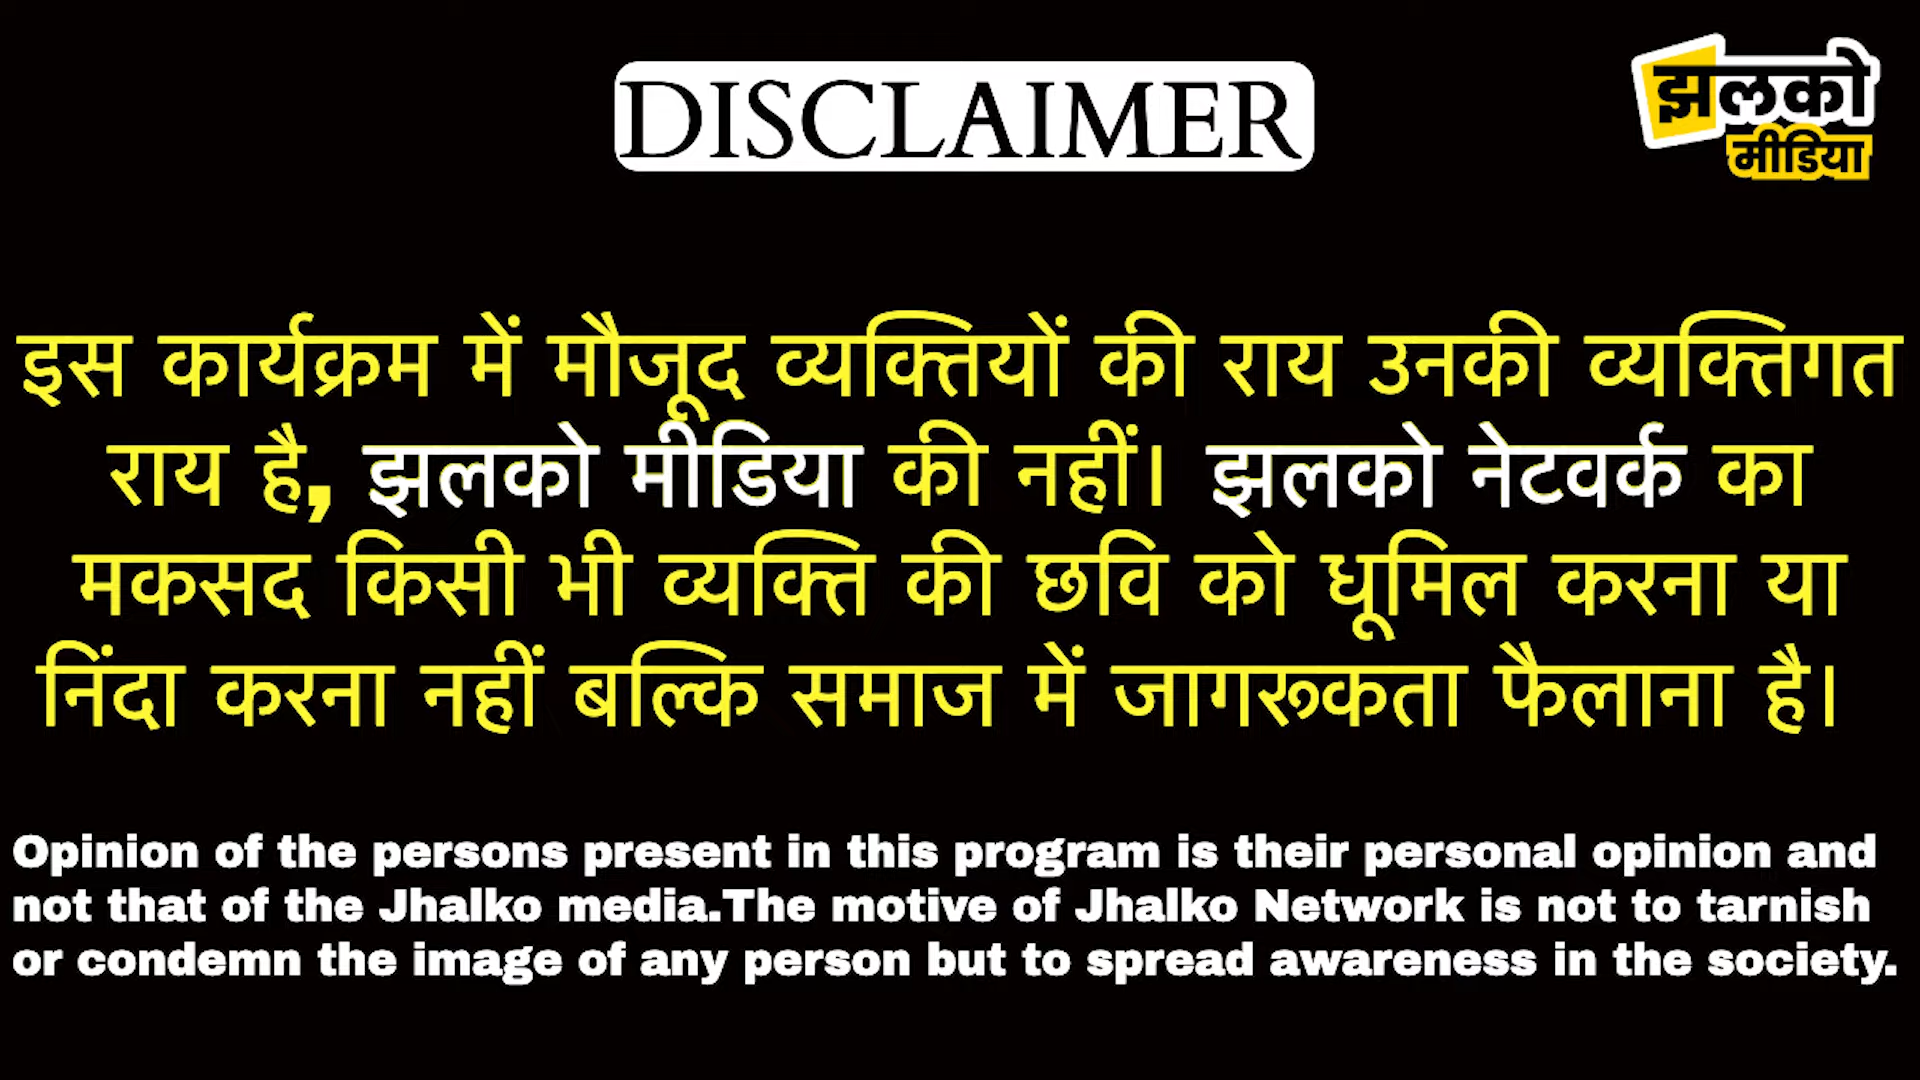 DISCLAIMER
झलको
मीडिया
इस कार्यक्रम में मौजूद व्यक्तियों की राय उनकी व्यक्तिगत
राय है, झलको मीडिया की नहीं। झलको नेटवर्क का
मकसद किसी भी व्यक्ति की छवि को धूमिल करना या
निंदा करना नहीं बल्कि समाज में जागरूकता फैलाना है।
Opinion of the persons present in this program is their personal opinion and
not that of the Jhalko media.The motive of Jhalko Network is not to tarnish
or condemn the image of any person but to spread awareness in the society.